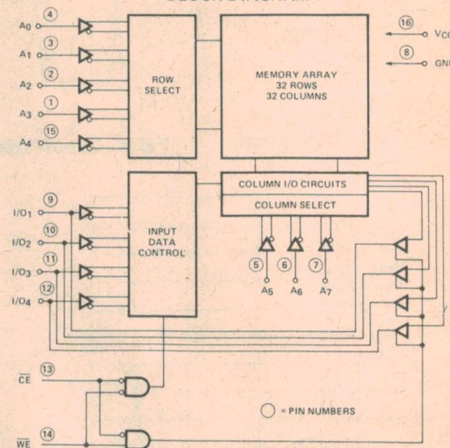 A0 ④
A1 ③
A2 ②
A3 ①
A4 ⑮
ROW
SELECT
MEMORY ARRAY
32 ROWS
32 COLUMNS
⑯
⑧
I/O1 ⑨
I/O2 ⑩
I/O3 ⑪
I/O4 ⑫
INPUT
DATA
CONTROL
COLUMN I/O CIRCUITS
COLUMN SELECT
⑤ ⑥ ⑦
A5 A6 A7
CE ⑬
WE ⑭
= PIN NUMBERS